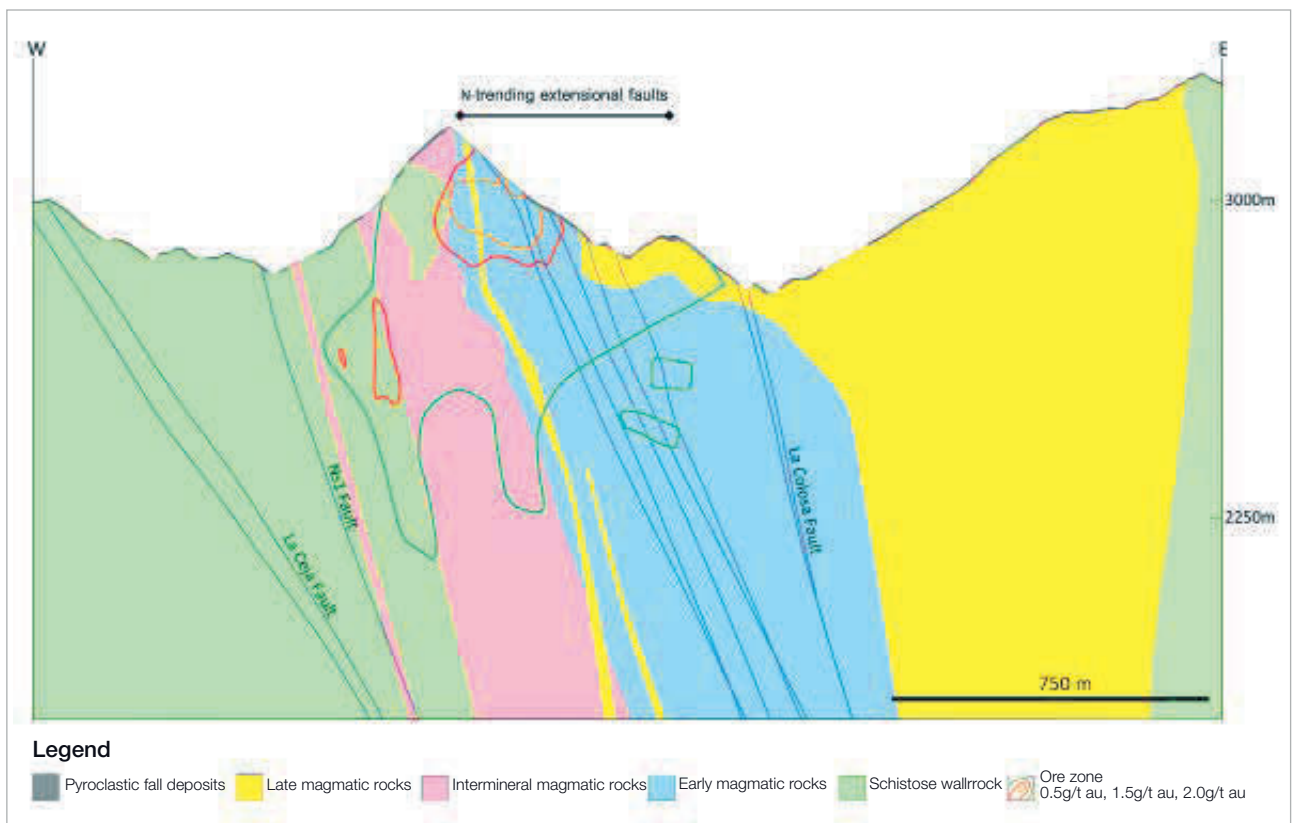 W
E
N-trending extensional faults
3000m
2250m
Ns1 Fault
La Ceja Fault
La Colosa Fault
750 m
Legend
Pyroclastic fall deposits
Late magmatic rocks
Intermineral magmatic rocks
Early magmatic rocks
Schistose wallrrock
Ore zone
0.5g/t au, 1.5g/t au, 2.0g/t au